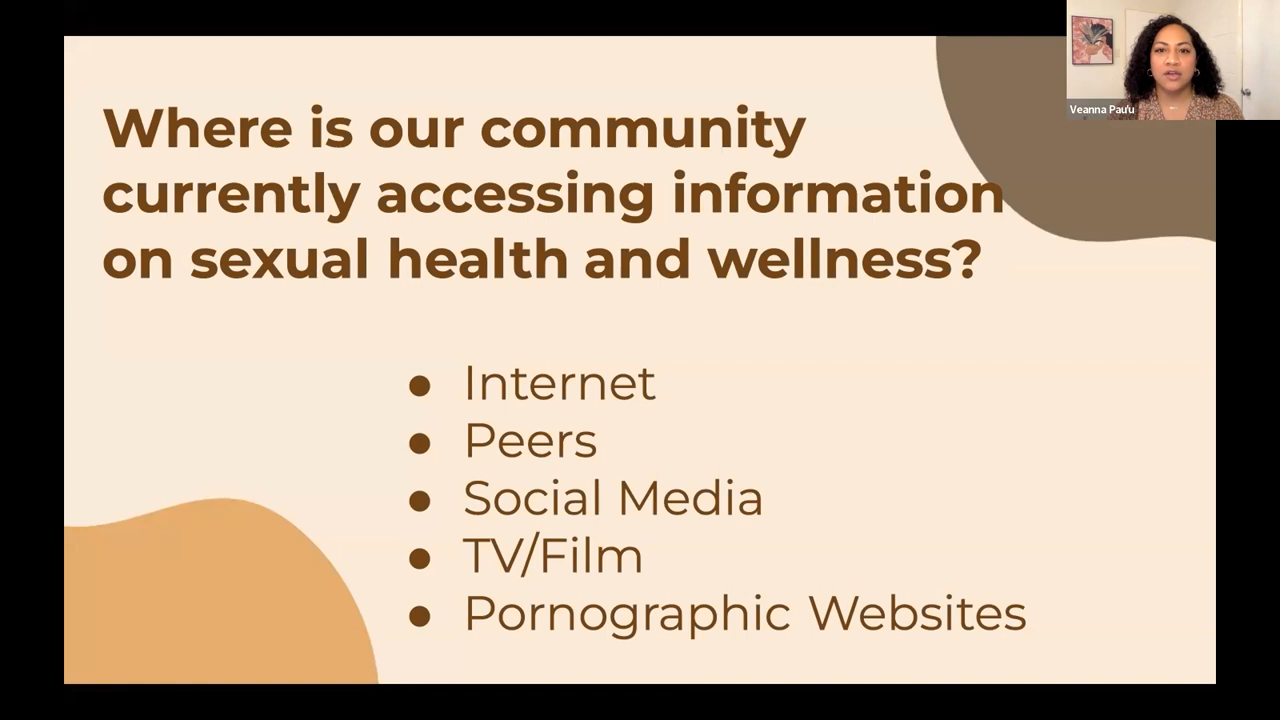 Where is our community
currently accessing information
on sexual health and wellness?
● Internet
● Peers
● Social Media
● TV/Film
● Pornographic Websites
Veanna Pau'u